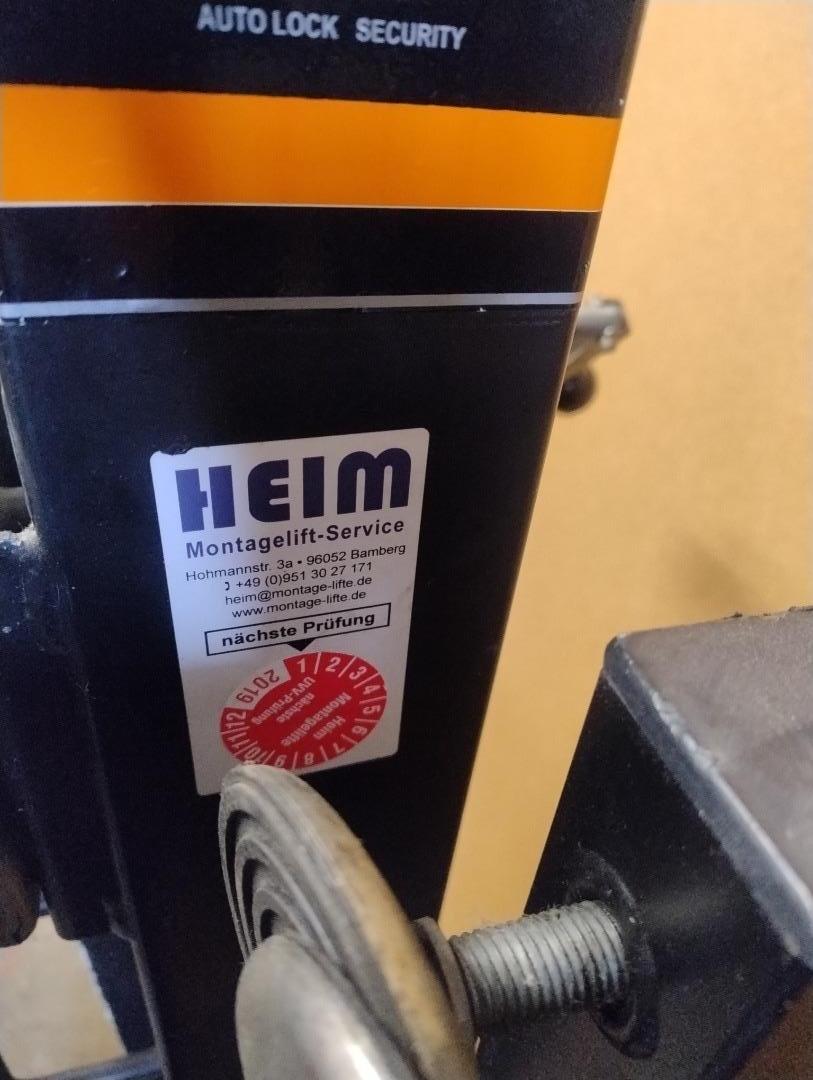 AUTO LOCK SECURITY
HEIM
Montagelift-Service
Hohmannstr. 3a • 96052 Bamberg
+49 (0)951 30 27 171
heim@montage-lifte.de
www.montage-lifte.de
nächste Prüfung
1 2 3 4 5 6 7 8 9 10 11 12
2019
UVV-Prüfung
nächste
Montagelifte
Heim